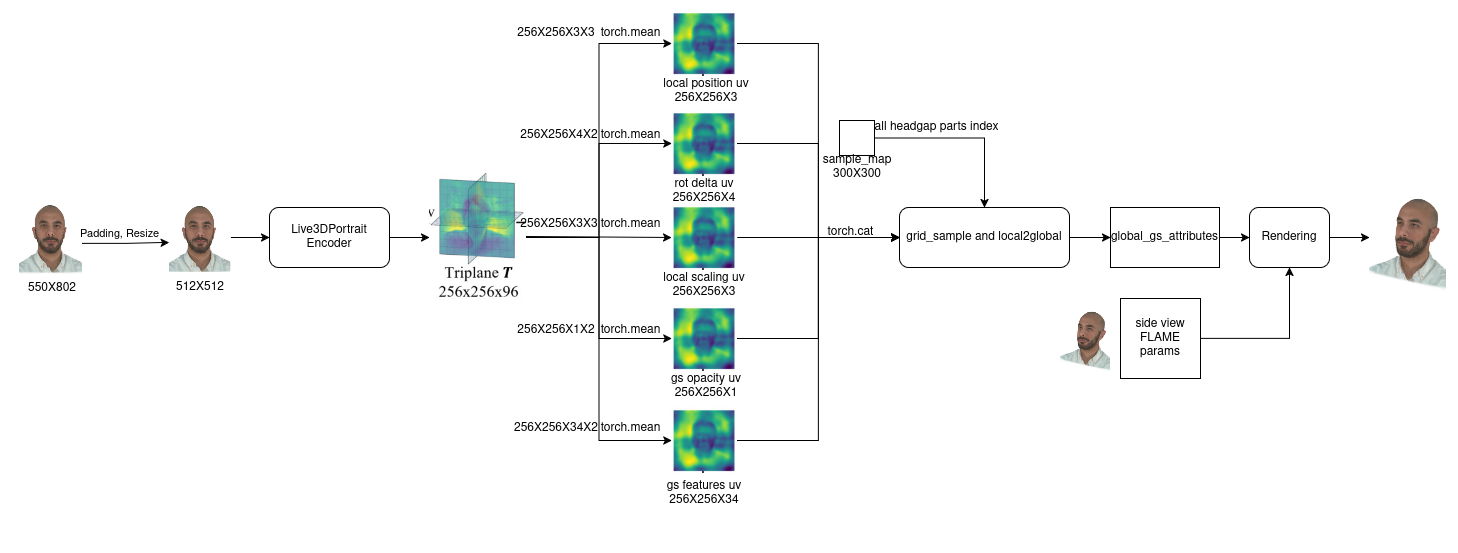 550X802
Padding, Resize
512X512
Live3DPortrait
Encoder
v
Triplane T
256x256x96
256X256X3X3 torch.mean
local position uv
256X256X3
256X256X4X2 torch.mean
rot delta uv
256X256X4
256X256X3X3 torch.mean
local scaling uv
256X256X3
256X256X1X2 torch.mean
gs opacity uv
256X256X1
256X256X34X2 torch.mean
gs features uv
256X256X34
torch.cat
all headgap parts index
sample_map
300X300
grid_sample and local2global
global_gs_attributes
Rendering
side view
FLAME
params